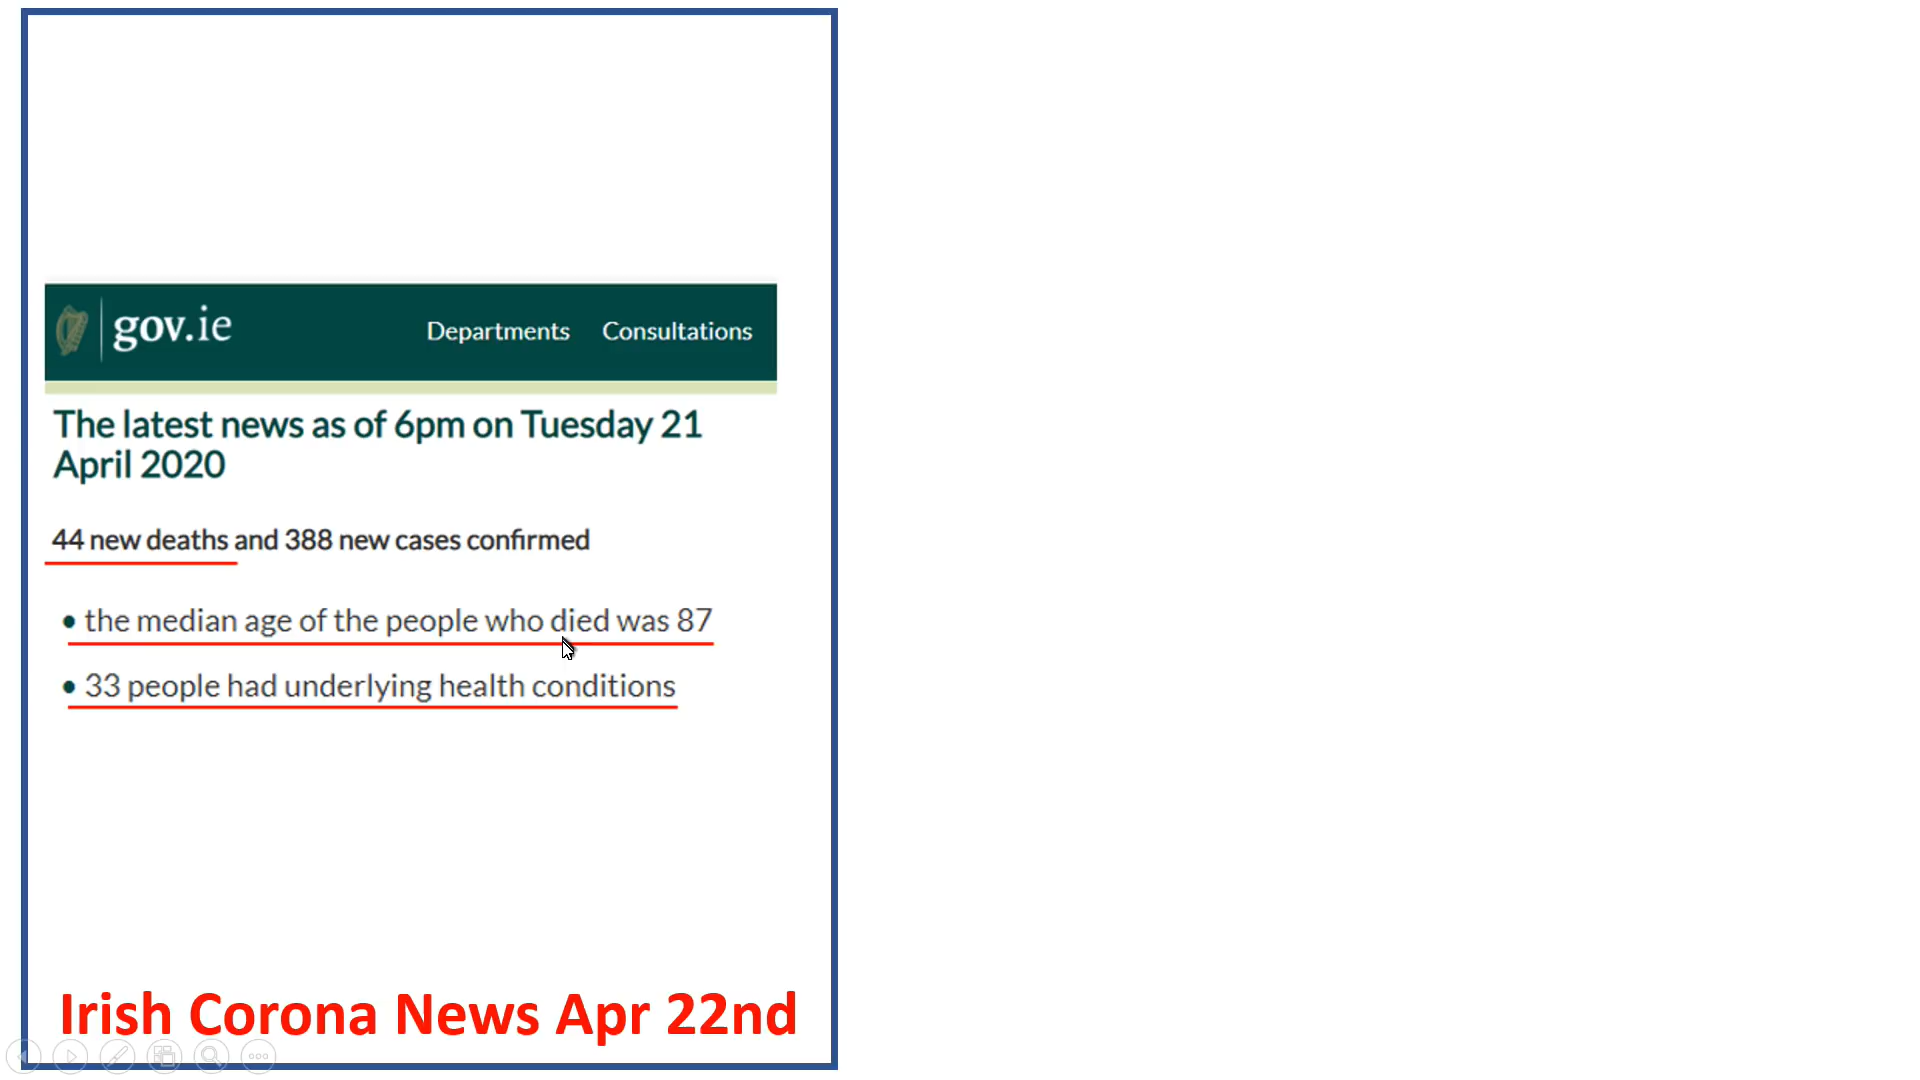 gov.ie Departments Consultations
The latest news as of 6pm on Tuesday 21
April 2020
44 new deaths and 388 new cases confirmed
• the median age of the people who died was 87
• 33 people had underlying health conditions
Irish Corona News Apr 22nd